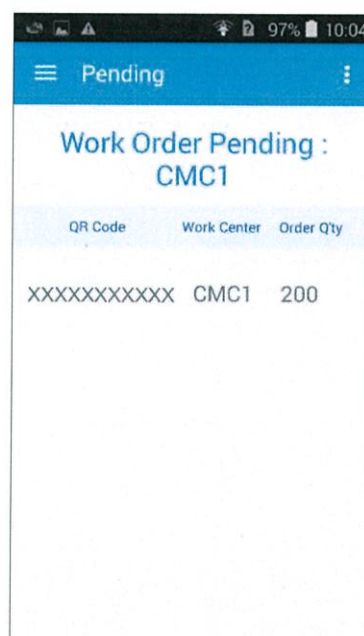 97% 10:04
Pending
Work Order Pending :
CMC1
QR Code Work Center Order Q'ty
XXXXXXXXXXX CMC1 200